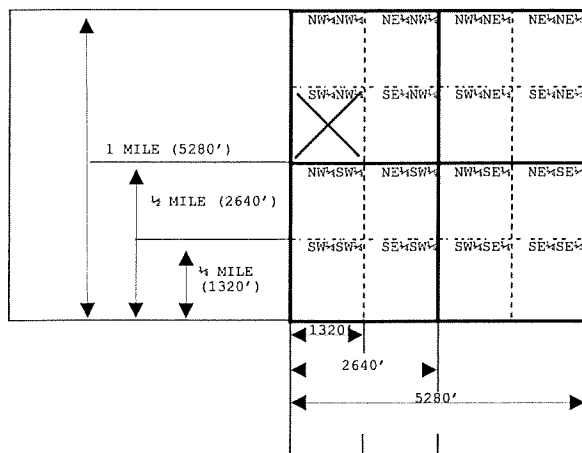 NW¼NW¼ NE¼NW¼ NW¼NE¼ NE¼NE¼
SW¼NW¼ SE¼NW¼ SW¼NE¼ SE¼NE¼
1 MILE (5280')
NW¼SW¼ NE¼SW¼ NW¼SE¼ NE¼SE¼
½ MILE (2640')
SW¼SW¼ SE¼SW¼ SW¼SE¼ SE¼SE¼
¼ MILE
(1320')
1320'
2640'
5280'